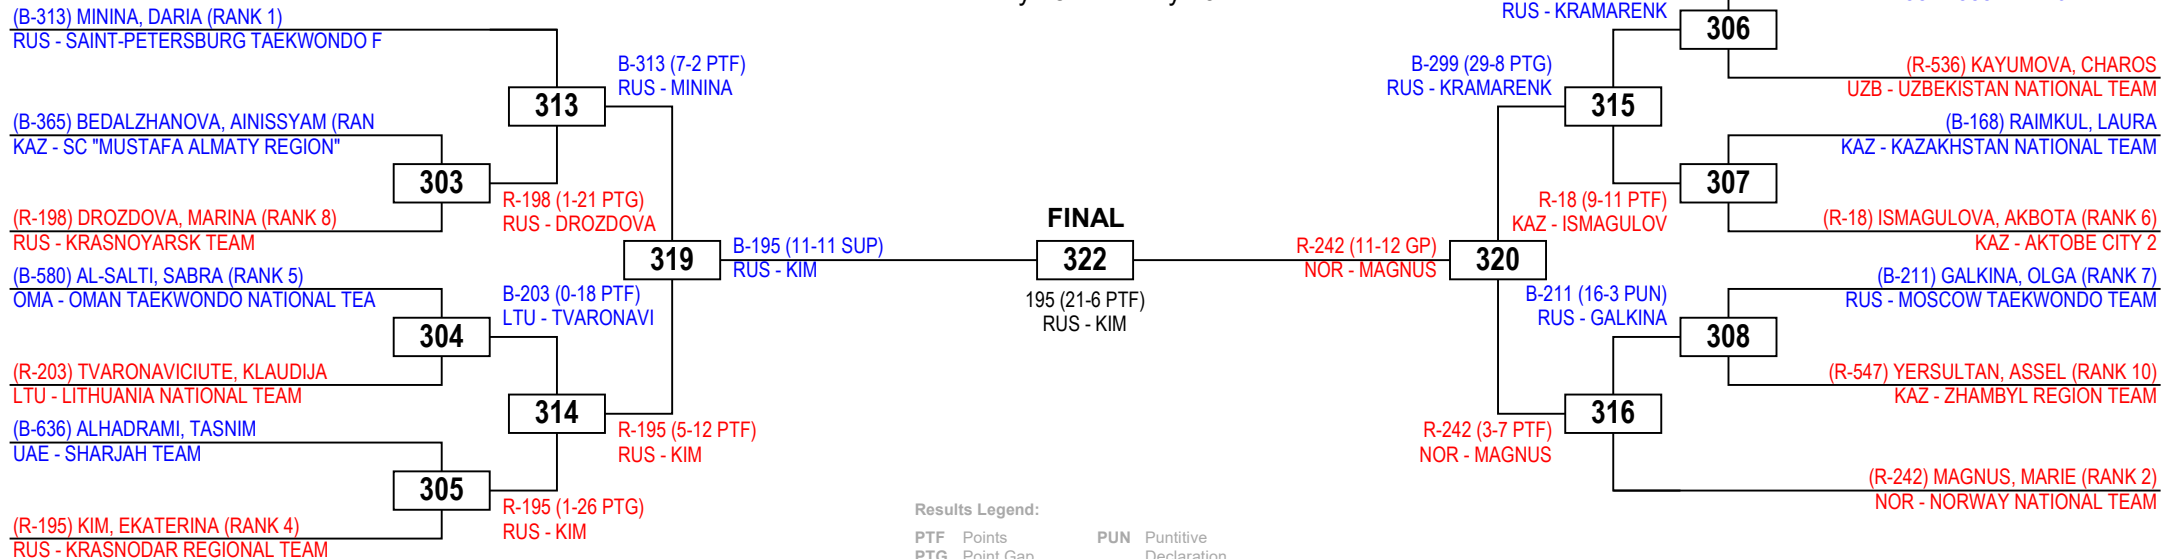 (B-313) MININA, DARIA (RANK 1)
RUS - SAINT-PETERSBURG TAEKWONDO F
(B-365) BEDALZHANOVA, AINISSYAM (RAN
KAZ - SC "MUSTAFA ALMATY REGION"
(R-198) DROZDOVA, MARINA (RANK 8)
RUS - KRASNOYARSK TEAM
(B-580) AL-SALTI, SABRA (RANK 5)
OMA - OMAN TAEKWONDO NATIONAL TEA
(R-203) TVARONAVICIUTE, KLAUDIJA
LTU - LITHUANIA NATIONAL TEAM
(B-636) ALHADRAMI, TASNIM
UAE - SHARJAH TEAM
(R-195) KIM, EKATERINA (RANK 4)
RUS - KRASNODAR REGIONAL TEAM
303
304
305
R-198 (1-21 PTG)
RUS - DROZDOVA
B-203 (0-18 PTF)
LTU - TVARONAVI
R-195 (1-26 PTG)
RUS - KIM
313
314
B-313 (7-2 PTF)
RUS - MININA
R-195 (5-12 PTF)
RUS - KIM
319
B-195 (11-11 SUP)
RUS - KIM
FINAL
322
195 (21-6 PTF)
RUS - KIM
R-242 (11-12 GP)
NOR - MAGNUS
320
B-299 (29-8 PTG)
RUS - KRAMARENK
R-242 (3-7 PTF)
NOR - MAGNUS
315
316
RUS - KRAMARENK
R-18 (9-11 PTF)
KAZ - ISMAGULOV
B-211 (16-3 PUN)
RUS - GALKINA
306
307
308
(R-536) KAYUMOVA, CHAROS
UZB - UZBEKISTAN NATIONAL TEAM
(B-168) RAIMKUL, LAURA
KAZ - KAZAKHSTAN NATIONAL TEAM
(R-18) ISMAGULOVA, AKBOTA (RANK 6)
KAZ - AKTOBE CITY 2
(B-211) GALKINA, OLGA (RANK 7)
RUS - MOSCOW TAEKWONDO TEAM
(R-547) YERSULTAN, ASSEL (RANK 10)
KAZ - ZHAMBYL REGION TEAM
(R-242) MAGNUS, MARIE (RANK 2)
NOR - NORWAY NATIONAL TEAM
Results Legend:
PTF Points PUN Puntitive
PTG Point Gap Declaration